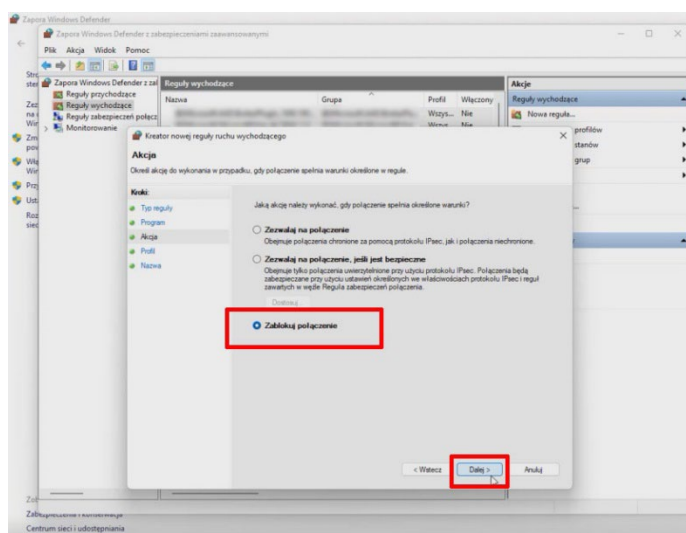 Zapora Windows Defender
Zapora Windows Defender z zabezpieczeniami zaawansowanymi
Plik Akcja Widok Pomoc
Zapora Windows Defender z zab
Reguły przychodzące
Reguły wychodzące
Reguły zabezpieczeń połącz
Monitorowanie
Reguły wychodzące
Nazwa Grupa Profil Włączony
Wszys... Nie
Wszys... Nie
Akcje
Reguły wychodzące
Nowa reguła...
profilów
stanów
grup
Kreator nowej reguły ruchu wychodzącego
Akcja
Określ akcję do wykonania w przypadku, gdy połączenie spełnia warunki określone w regule.
Kroki:
Typ reguły
Program
Akcja
Profil
Nazwa
Jaką akcję należy wykonać, gdy połączenie spełnia określone warunki?
Zezwalaj na połączenie
Obejmuje połączenia chronione za pomocą protokołu IPsec, jak i połączenia niechronione.
Zezwalaj na połączenie, jeśli jest bezpieczne
Obejmuje tylko połączenia uwierzytelnione przy użyciu protokołu IPsec. Połączenia będą
zabezpieczane przy użyciu ustawień określonych we właściwościach protokołu IPsec i reguł
zawartych w węźle Reguła zabezpieczeń połączenia.
Dostosuj...
Zablokuj połączenie
< Wstecz Dalej > Anuluj
Centrum sieci i udostępniania